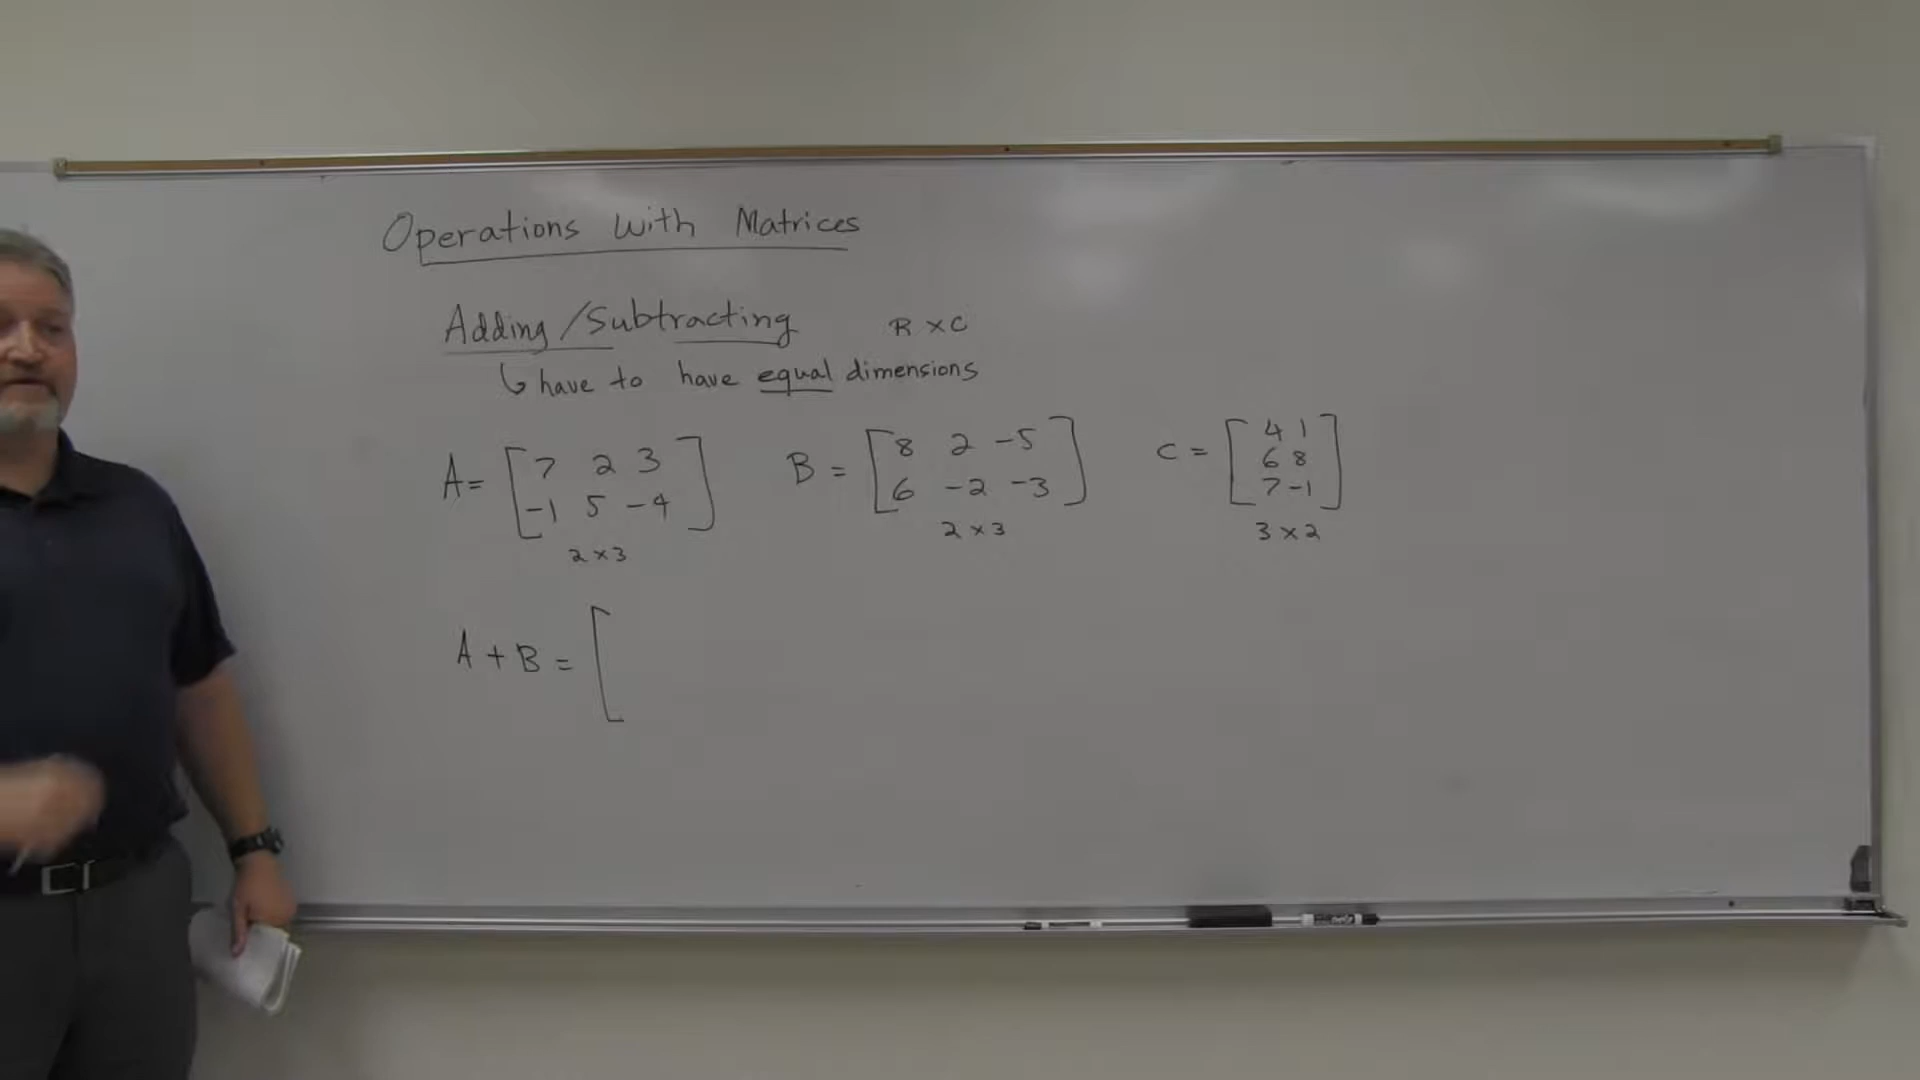 Operations with Matrices
Adding/Subtracting R x C
↳ have to have equal dimensions
A = [ 7 2 3
-1 5 -4 ]
2 x 3
B = [ 8 2 -5
6 -2 -3 ]
2 x 3
C = [ 4 1
6 8
7 -1 ]
3 x 2
A + B = [